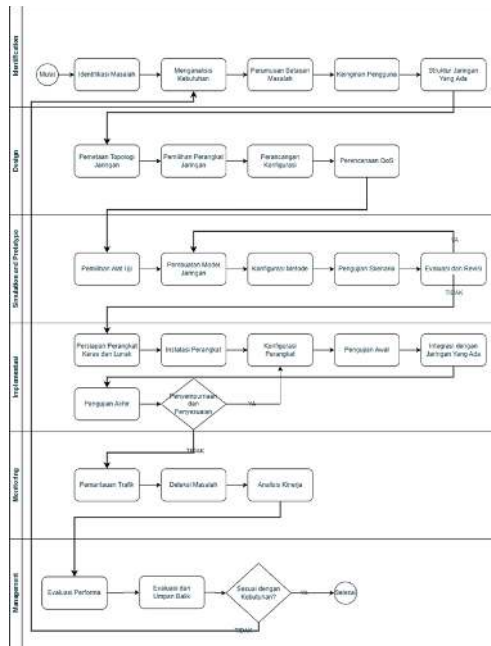 Identification
Mulai
Identifikasi Masalah
Menganalisis
Kebutuhan
Perumusan Batasan
Masalah
Keinginan Pengguna
Struktur Jaringan
Yang Ada
Design
Pemetaan Topologi
Jaringan
Pemilihan Perangkat
Jaringan
Perancangan
Konfigurasi
Perencanaan QoS
Simulation and Prototype
Pemilihan Alat Uji
Pembuatan Model
Jaringan
Konfigurasi Metode
Pengujian Skenario
Evaluasi dan Revisi
YA
TIDAK
Implementasi
Persiapan Perangkat
Keras dan Lunak
Instalasi Perangkat
Konfigurasi
Perangkat
Pengujian Awal
Integrasi dengan
Jaringan Yang Ada
Pengujian Akhir
Penyempurnaan
dan
Penyesuaian
YA
TIDAK
Monitoring
Pemantauan Trafik
Deteksi Masalah
Analisis Kinerja
Management
Evaluasi Performa
Evaluasi dan
Umpan Balik
Sesuai dengan
Kebutuhan?
YA
Selesai
TIDAK